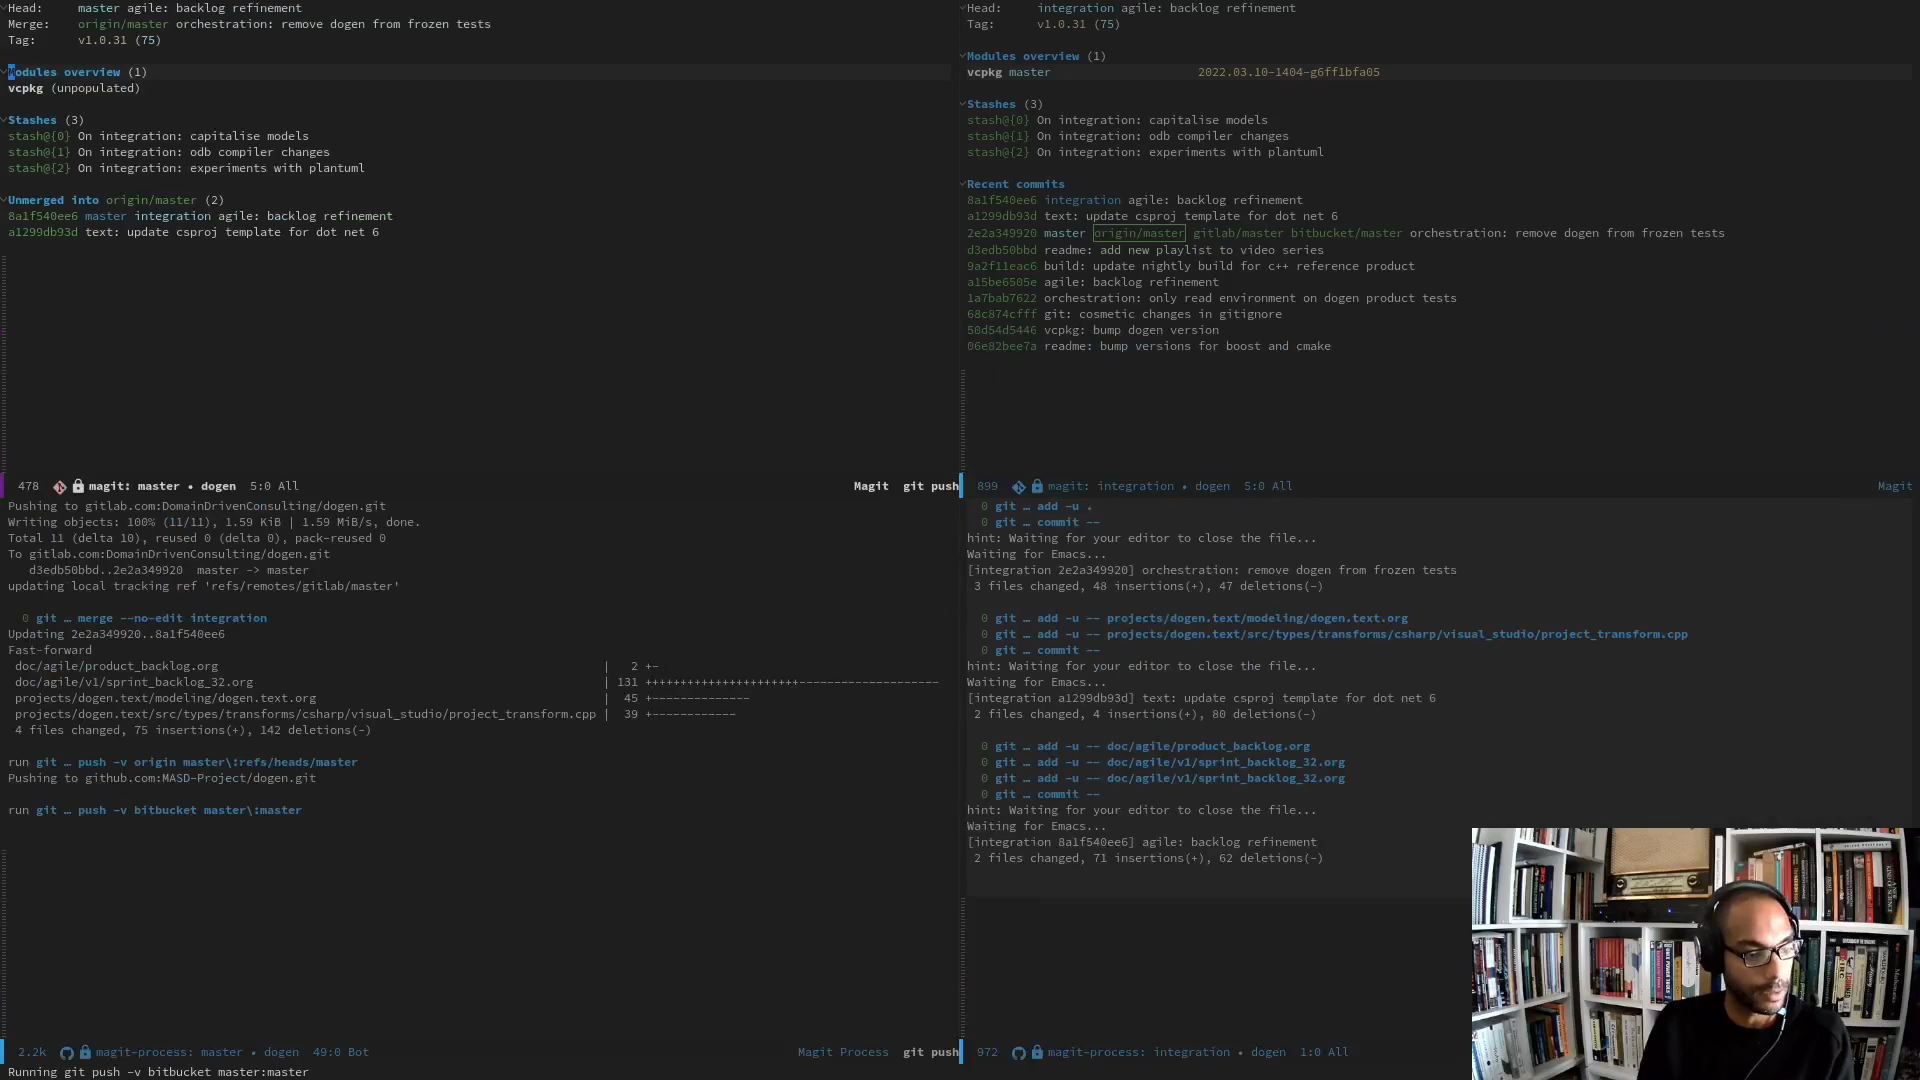 Head:     master agile: backlog refinement
Merge:    origin/master orchestration: remove dogen from frozen tests
Tag:      v1.0.31 (75)
Modules overview (1)
vcpkg (unpopulated)
Stashes (3)
stash@{0} On integration: capitalise models
stash@{1} On integration: odb compiler changes
stash@{2} On integration: experiments with plantuml
Unmerged into origin/master (2)
8a1f540ee6 master integration agile: backlog refinement
a1299db93d text: update csproj template for dot net 6
478 magit: master • dogen 5:0 All Magit git push
Pushing to gitlab.com:DomainDrivenConsulting/dogen.git
Writing objects: 100% (11/11), 1.59 KiB | 1.59 MiB/s, done.
Total 11 (delta 10), reused 0 (delta 0), pack-reused 0
To gitlab.com:DomainDrivenConsulting/dogen.git
   d3edb50bbd..2e2a349920  master -> master
updating local tracking ref 'refs/remotes/gitlab/master'
  0 git … merge --no-edit integration
Updating 2e2a349920..8a1f540ee6
Fast-forward
 doc/agile/product_backlog.org | 2 +-
 doc/agile/v1/sprint_backlog_32.org | 131 ++++++++++++++++++++++--------------------
 projects/dogen.text/modeling/dogen.text.org | 45 +--------------
 projects/dogen.text/src/types/transforms/csharp/visual_studio/project_transform.cpp | 39 +------------
 4 files changed, 75 insertions(+), 142 deletions(-)
run git … push -v origin master\:refs/heads/master
Pushing to github.com:MASD-Project/dogen.git
run git … push -v bitbucket master\:master
2.2k magit-process: master • dogen 49:0 Bot Magit Process git push
Running git push -v bitbucket master:master
Head:     integration agile: backlog refinement
Tag:      v1.0.31 (75)
Modules overview (1)
vcpkg master 2022.03.10-1404-g6ff1bfa05
Stashes (3)
stash@{0} On integration: capitalise models
stash@{1} On integration: odb compiler changes
stash@{2} On integration: experiments with plantuml
Recent commits
8a1f540ee6 integration agile: backlog refinement
a1299db93d text: update csproj template for dot net 6
2e2a349920 master origin/master gitlab/master bitbucket/master orchestration: remove dogen from frozen tests
d3edb50bbd readme: add new playlist to video series
9a2f11eac6 build: update nightly build for c++ reference product
a15be6505e agile: backlog refinement
1a7bab7622 orchestration: only read environment on dogen product tests
68c874cfff git: cosmetic changes in gitignore
50d54d5446 vcpkg: bump dogen version
06e82bee7a readme: bump versions for boost and cmake
899 magit: integration • dogen 5:0 All Magit
  0 git … add -u .
  0 git … commit --
hint: Waiting for your editor to close the file...
Waiting for Emacs...
[integration 2e2a349920] orchestration: remove dogen from frozen tests
 3 files changed, 48 insertions(+), 47 deletions(-)
  0 git … add -u -- projects/dogen.text/modeling/dogen.text.org
  0 git … add -u -- projects/dogen.text/src/types/transforms/csharp/visual_studio/project_transform.cpp
  0 git … commit --
hint: Waiting for your editor to close the file...
Waiting for Emacs...
[integration a1299db93d] text: update csproj template for dot net 6
 2 files changed, 4 insertions(+), 80 deletions(-)
  0 git … add -u -- doc/agile/product_backlog.org
  0 git … add -u -- doc/agile/v1/sprint_backlog_32.org
  0 git … add -u -- doc/agile/v1/sprint_backlog_32.org
  0 git … commit --
hint: Waiting for your editor to close the file...
Waiting for Emacs...
[integration 8a1f540ee6] agile: backlog refinement
 2 files changed, 71 insertions(+), 62 deletions(-)
972 magit-process: integration • dogen 1:0 All